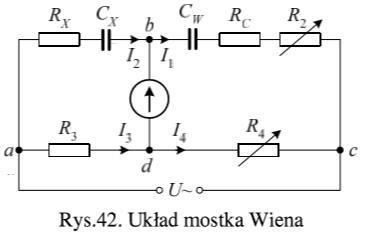 R_X C_X b C_W R_C R_2
I_2 I_1
a R_3 I_3 d I_4 R_4 c
U~
Rys.42. Układ mostka Wiena